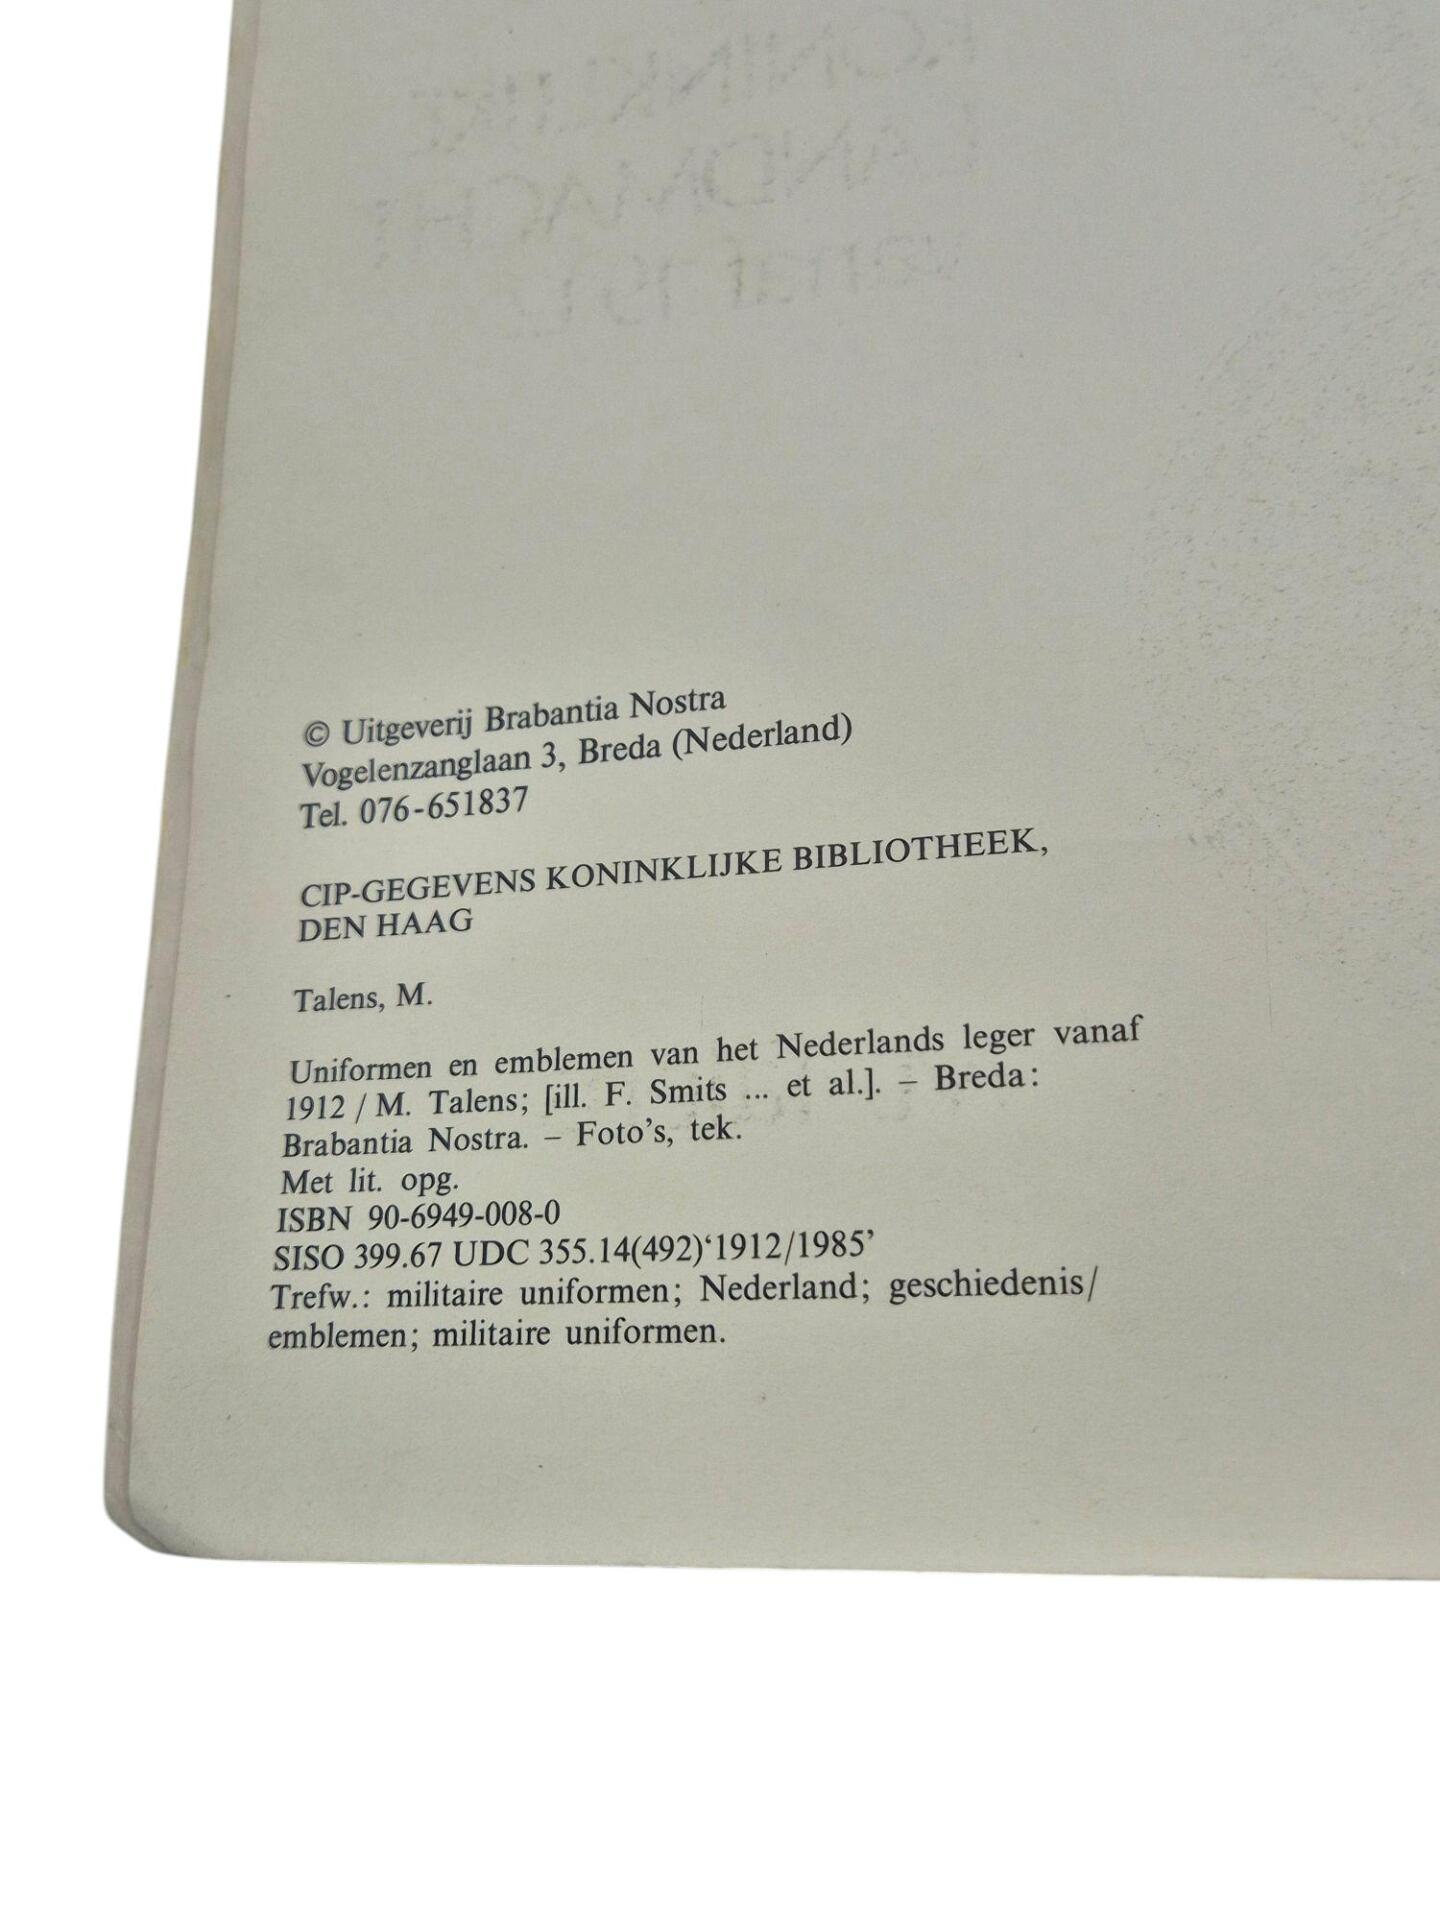 © Uitgeverij Brabantia Nostra
Vogelenzanglaan 3, Breda (Nederland)
Tel. 076-651837
CIP-GEGEVENS KONINKLIJKE BIBLIOTHEEK,
DEN HAAG
Talens, M.
Uniformen en emblemen van het Nederlands leger vanaf
1912 / M. Talens; [ill. F. Smits ... et al.]. – Breda:
Brabantia Nostra. – Foto's, tek.
Met lit. opg.
ISBN 90-6949-008-0
SISO 399.67 UDC 355.14(492)‘1912/1985’
Trefw.: militaire uniformen; Nederland; geschiedenis/
emblemen; militaire uniformen.